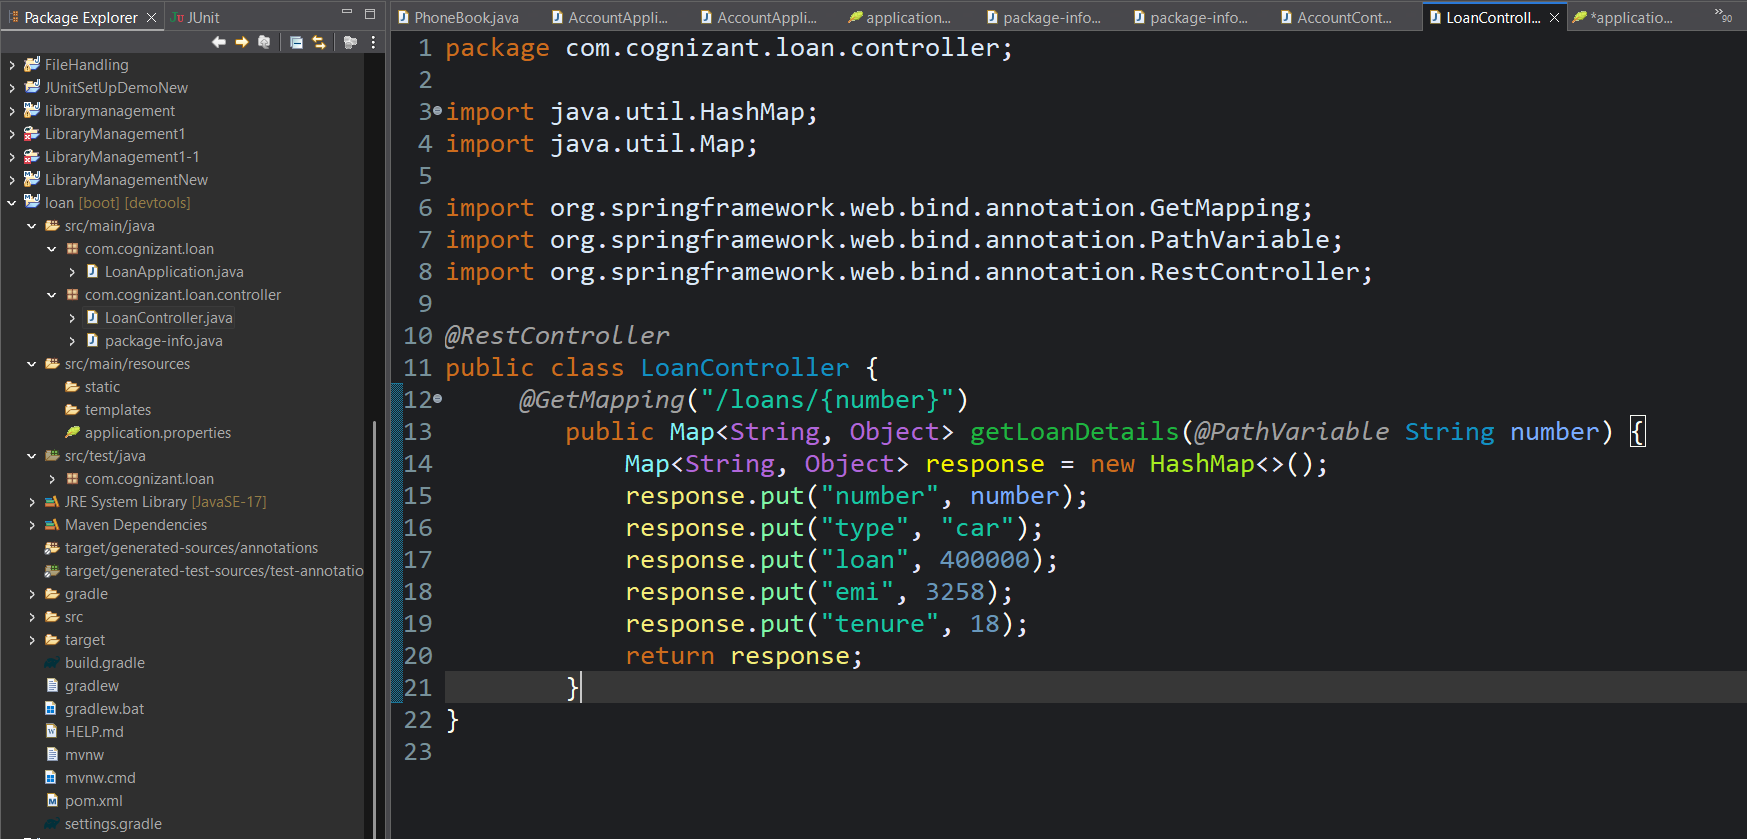 Package Explorer
JUnit
FileHandling
JUnitSetUpDemoNew
librarymanagement
LibraryManagement1
LibraryManagement1-1
LibraryManagementNew
loan [boot] [devtools]
src/main/java
com.cognizant.loan
LoanApplication.java
com.cognizant.loan.controller
LoanController.java
package-info.java
src/main/resources
static
templates
application.properties
src/test/java
com.cognizant.loan
JRE System Library [JavaSE-17]
Maven Dependencies
target/generated-sources/annotations
target/generated-test-sources/test-annotatio
gradle
src
target
build.gradle
gradlew
gradlew.bat
HELP.md
mvnw
mvnw.cmd
pom.xml
settings.gradle
PhoneBook.java
AccountAppli...
AccountAppli...
application...
package-info...
package-info...
AccountCont...
LoanControll...
*applicatio...
»90
1 package com.cognizant.loan.controller;
2
3 import java.util.HashMap;
4 import java.util.Map;
5
6 import org.springframework.web.bind.annotation.GetMapping;
7 import org.springframework.web.bind.annotation.PathVariable;
8 import org.springframework.web.bind.annotation.RestController;
9
10 @RestController
11 public class LoanController {
12 @GetMapping("/loans/{number}")
13 public Map<String, Object> getLoanDetails(@PathVariable String number) {
14 Map<String, Object> response = new HashMap<>();
15 response.put("number", number);
16 response.put("type", "car");
17 response.put("loan", 400000);
18 response.put("emi", 3258);
19 response.put("tenure", 18);
20 return response;
21 }
22 }
23